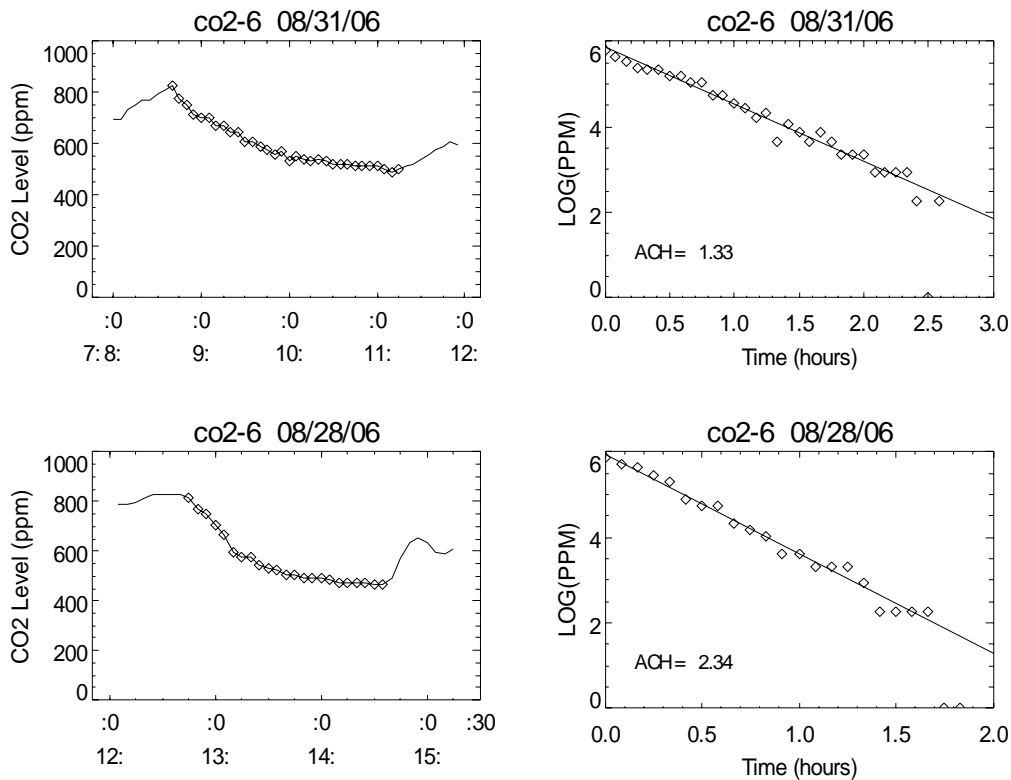 co2-6 08/31/06
CO2 Level (ppm)
1000
800
600
400
200
0
:0 :0 :0 :0 :0
7: 8: 9: 10: 11: 12:
co2-6 08/31/06
LOG(PPM)
6
4
2
0
ACH= 1.33
0.0 0.5 1.0 1.5 2.0 2.5 3.0
Time (hours)
co2-6 08/28/06
CO2 Level (ppm)
1000
800
600
400
200
0
:0 :0 :0 :0 :30
12: 13: 14: 15:
co2-6 08/28/06
LOG(PPM)
6
4
2
0
ACH= 2.34
0.0 0.5 1.0 1.5 2.0
Time (hours)